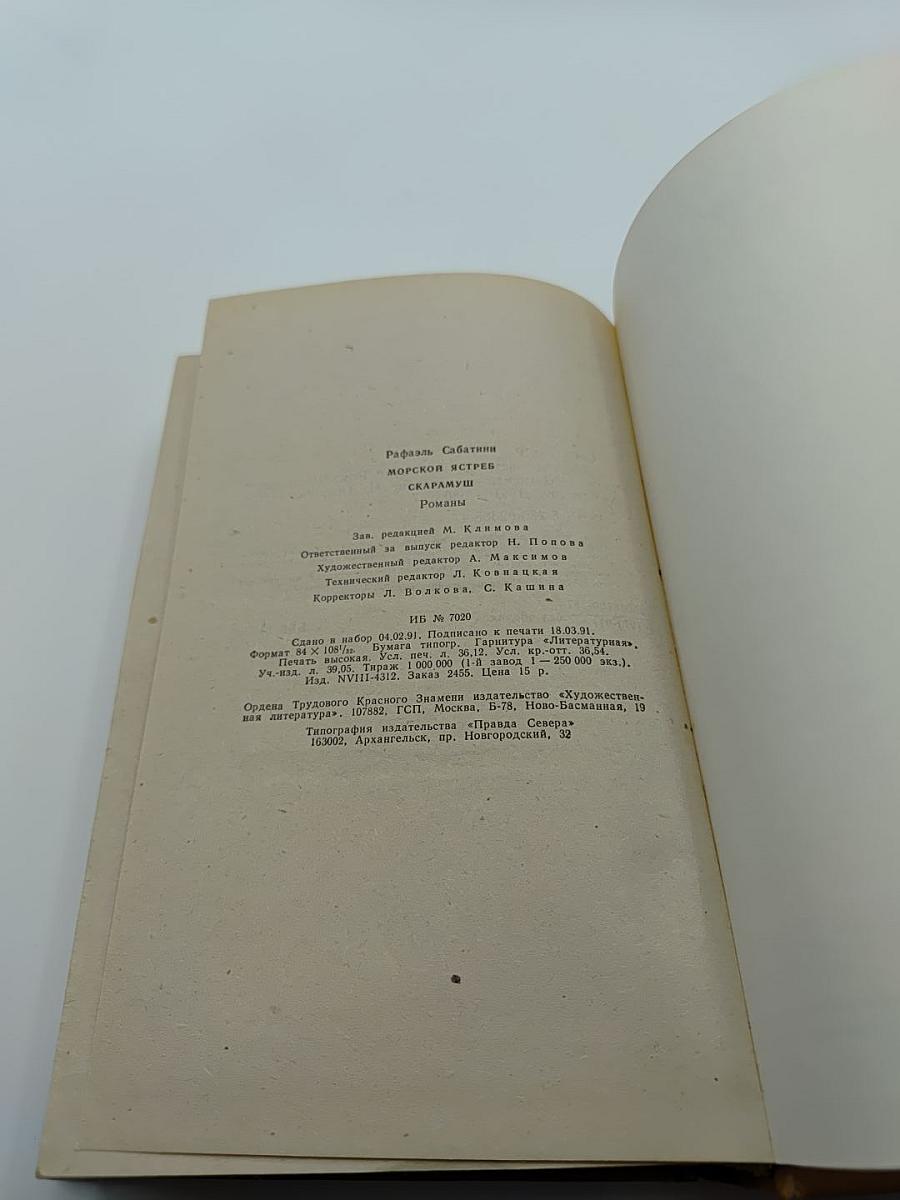 Рафаэль Сабатини
МОРСКОЙ ЯСТРЕБ
СКАРАМУШ
Романы
Зав. редакцией М. Климова
Ответственный за выпуск редактор Н. Попова
Художественный редактор А. Максимов
Технический редактор Л. Ковнацкая
Корректоры Л. Волкова, С. Кашина
ИБ № 7020
Сдано в набор 04.02.91. Подписано к печати 18.03.91.
Формат 84 × 108¹/₃₂. Бумага типогр. Гарнитура «Литературная».
Печать высокая. Усл. печ. л. 36,12. Усл. кр.-отт. 36,54.
Уч.-изд. л. 39,05. Тираж 1 000 000 (1-й завод 1 — 250 000 экз.).
Изд. NVIII-4312. Заказ 2455. Цена 15 р.
Ордена Трудового Красного Знамени издательство «Художествен-
ная литература». 107882, ГСП, Москва, Б-78, Ново-Басманная, 19
Типография издательства «Правда Севера»
163002, Архангельск, пр. Новгородский, 32